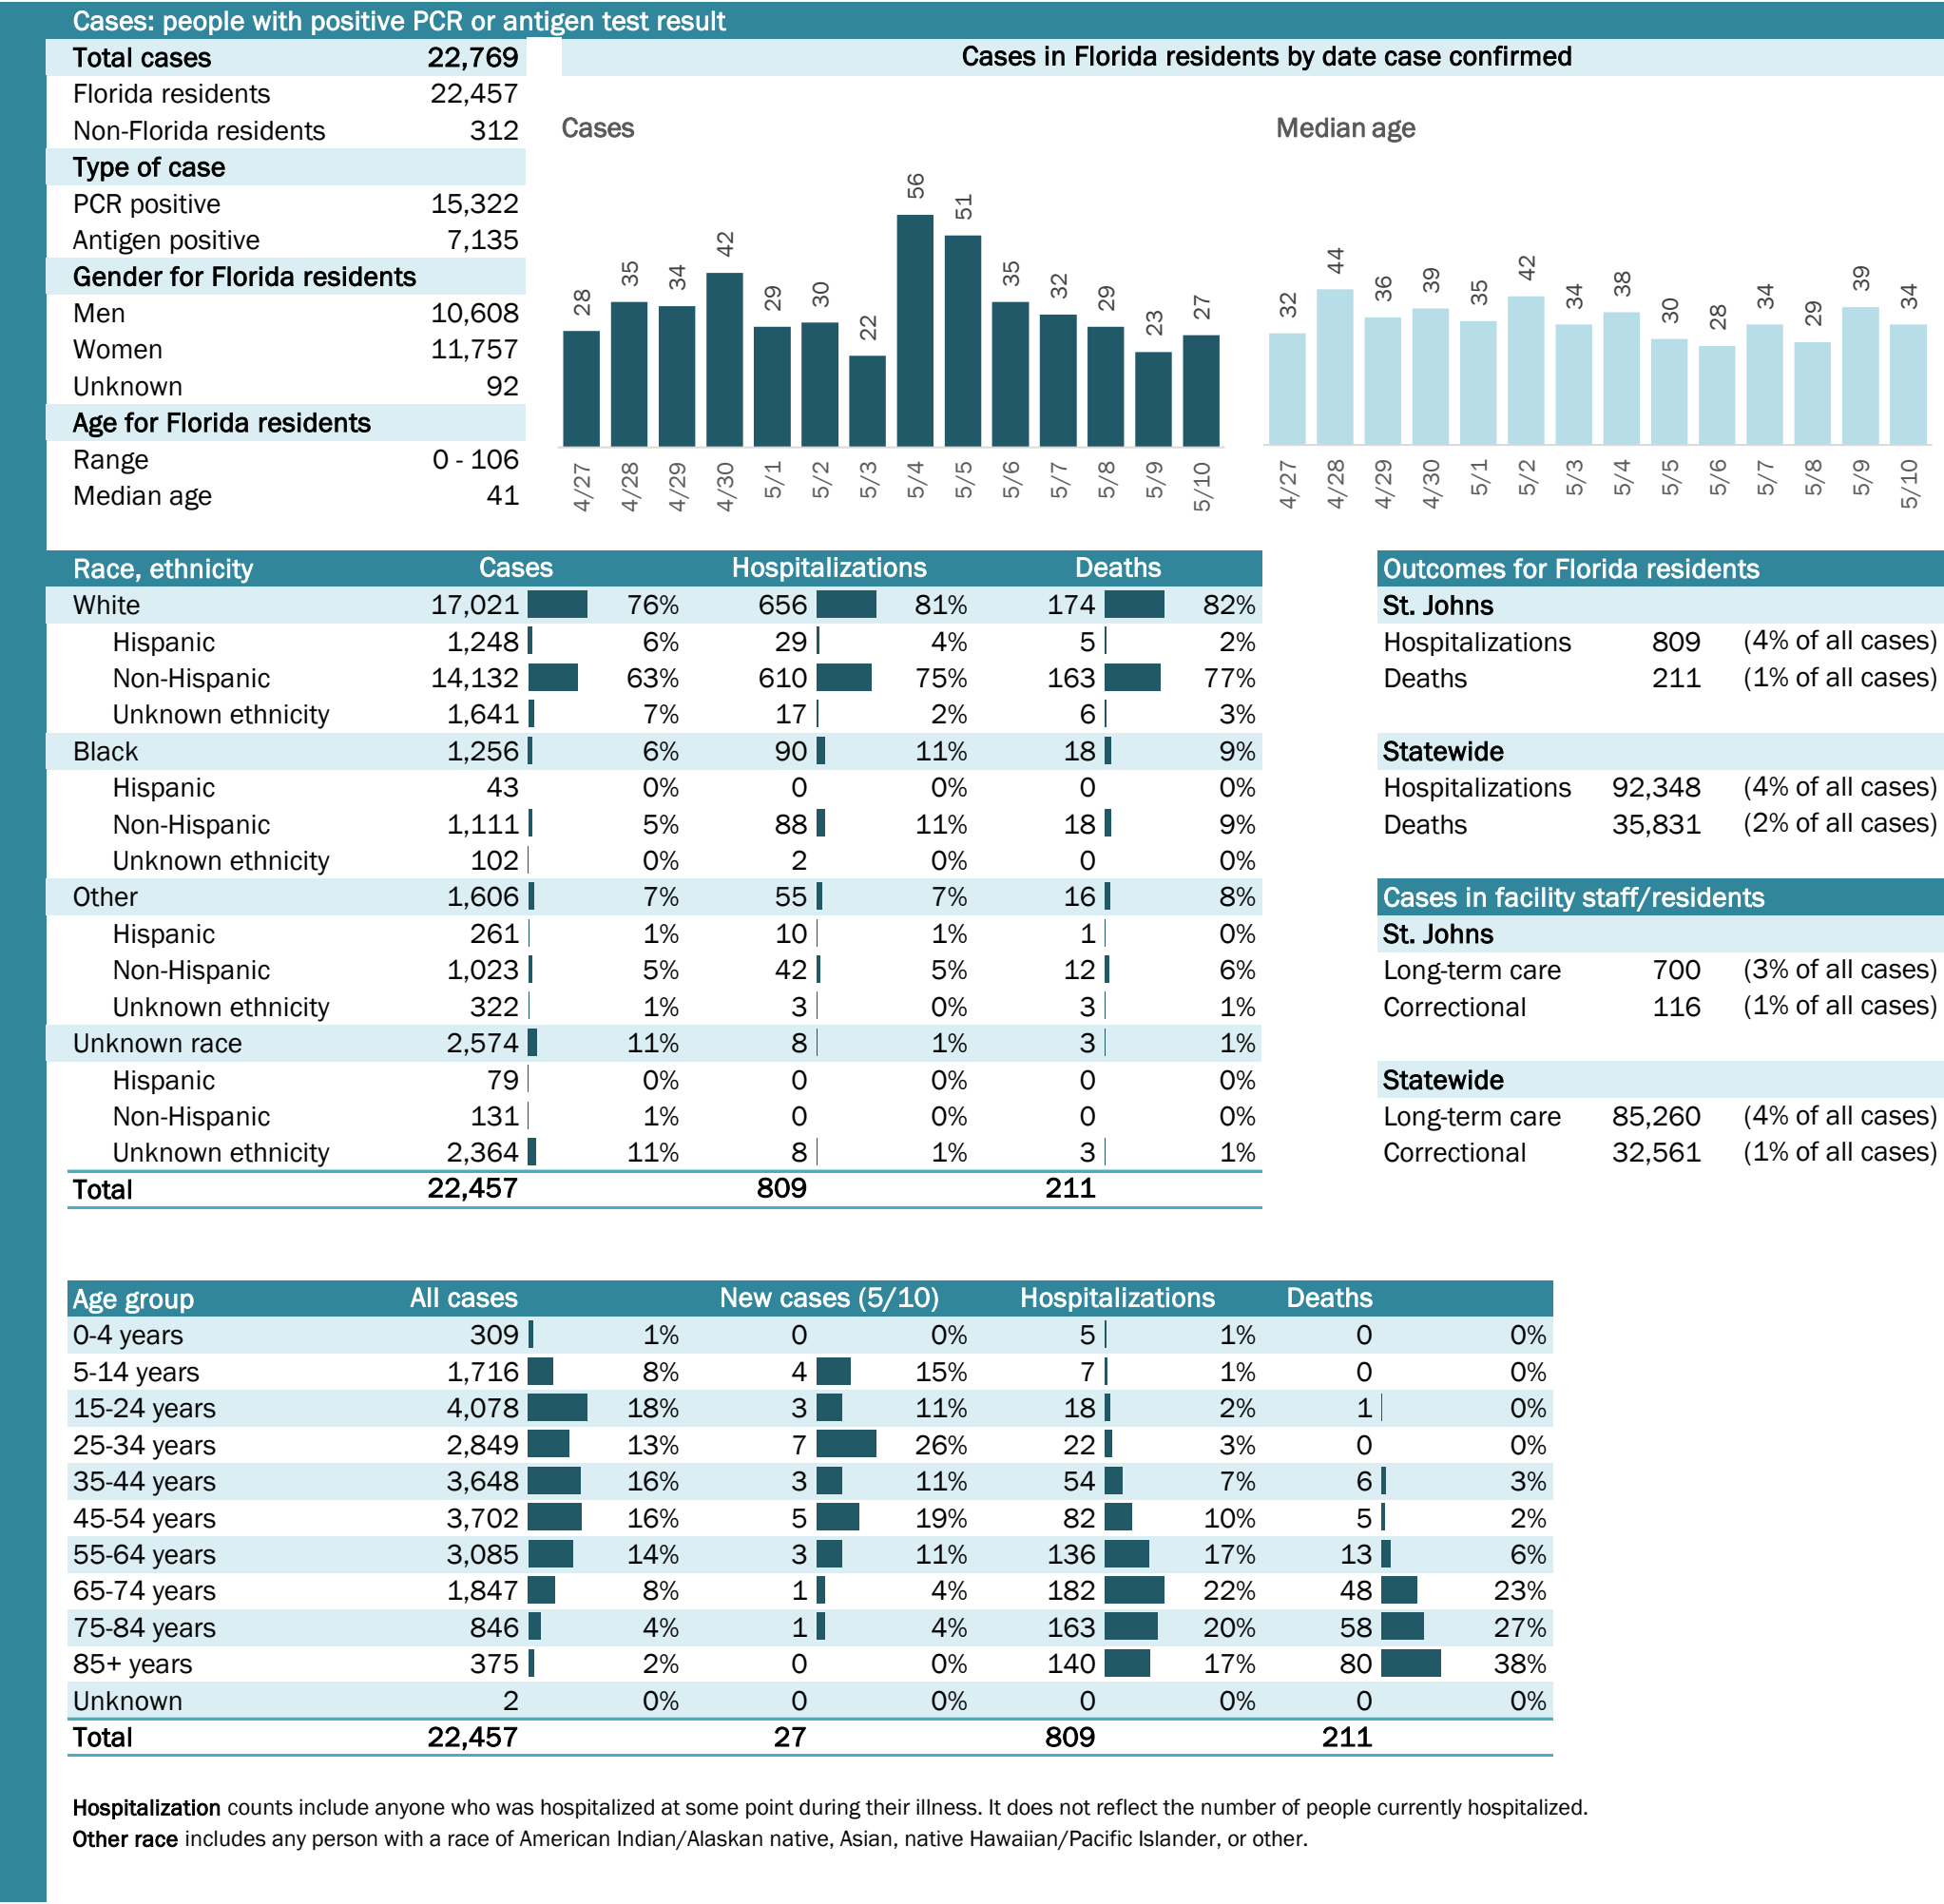 Cases: people with positive PCR or antigen test result
Total cases 22,769
Florida residents 22,457
Non-Florida residents 312
Type of case
PCR positive 15,322
Antigen positive 7,135
Gender for Florida residents
Men 10,608
Women 11,757
Unknown 92
Age for Florida residents
Range 0 - 106
Median age 41
Cases in Florida residents by date case confirmed
Cases
28 35 34 42 29 30 22 56 51 35 32 29 23 27
4/27 4/28 4/29 4/30 5/1 5/2 5/3 5/4 5/5 5/6 5/7 5/8 5/9 5/10
Median age
32 44 36 39 35 42 34 38 30 28 34 29 39 34
4/27 4/28 4/29 4/30 5/1 5/2 5/3 5/4 5/5 5/6 5/7 5/8 5/9 5/10
Race, ethnicity Cases Hospitalizations Deaths
White 17,021 76% 656 81% 174 82%
Hispanic 1,248 6% 29 4% 5 2%
Non-Hispanic 14,132 63% 610 75% 163 77%
Unknown ethnicity 1,641 7% 17 2% 6 3%
Black 1,256 6% 90 11% 18 9%
Hispanic 43 0% 0 0% 0 0%
Non-Hispanic 1,111 5% 88 11% 18 9%
Unknown ethnicity 102 0% 2 0% 0 0%
Other 1,606 7% 55 7% 16 8%
Hispanic 261 1% 10 1% 1 0%
Non-Hispanic 1,023 5% 42 5% 12 6%
Unknown ethnicity 322 1% 3 0% 3 1%
Unknown race 2,574 11% 8 1% 3 1%
Hispanic 79 0% 0 0% 0 0%
Non-Hispanic 131 1% 0 0% 0 0%
Unknown ethnicity 2,364 11% 8 1% 3 1%
Total 22,457 809 211
Outcomes for Florida residents
St. Johns
Hospitalizations 809 (4% of all cases)
Deaths 211 (1% of all cases)
Statewide
Hospitalizations 92,348 (4% of all cases)
Deaths 35,831 (2% of all cases)
Cases in facility staff/residents
St. Johns
Long-term care 700 (3% of all cases)
Correctional 116 (1% of all cases)
Statewide
Long-term care 85,260 (4% of all cases)
Correctional 32,561 (1% of all cases)
Age group All cases New cases (5/10) Hospitalizations Deaths
0-4 years 309 1% 0 0% 5 1% 0 0%
5-14 years 1,716 8% 4 15% 7 1% 0 0%
15-24 years 4,078 18% 3 11% 18 2% 1 0%
25-34 years 2,849 13% 7 26% 22 3% 0 0%
35-44 years 3,648 16% 3 11% 54 7% 6 3%
45-54 years 3,702 16% 5 19% 82 10% 5 2%
55-64 years 3,085 14% 3 11% 136 17% 13 6%
65-74 years 1,847 8% 1 4% 182 22% 48 23%
75-84 years 846 4% 1 4% 163 20% 58 27%
85+ years 375 2% 0 0% 140 17% 80 38%
Unknown 2 0% 0 0% 0 0% 0 0%
Total 22,457 27 809 211
Hospitalization counts include anyone who was hospitalized at some point during their illness. It does not reflect the number of people currently hospitalized.
Other race includes any person with a race of American Indian/Alaskan native, Asian, native Hawaiian/Pacific Islander, or other.